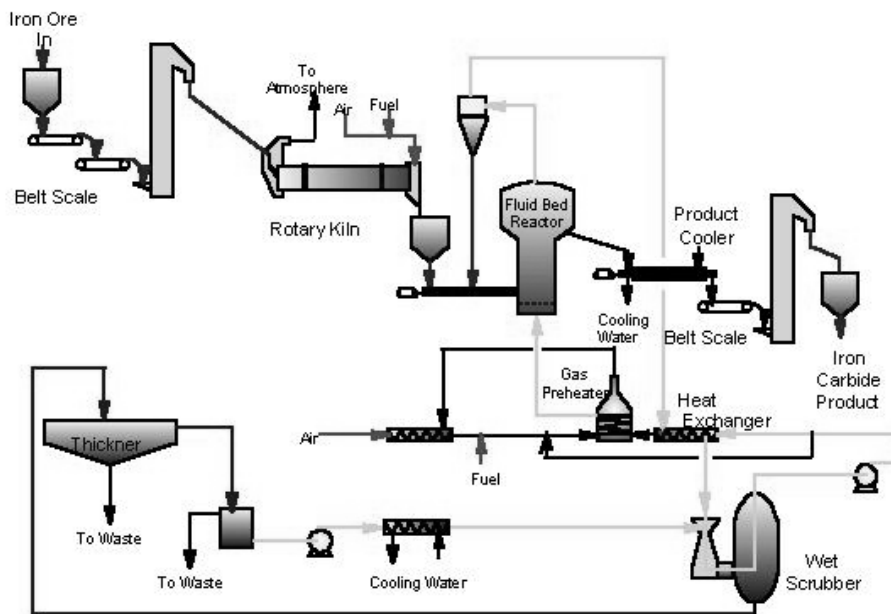 Iron Ore
In
To
Atmosphere
Air
Fuel
Belt Scale
Rotary Kiln
Fluid Bed
Reactor
Product
Cooler
Cooling
Water
Belt Scale
Iron
Carbide
Product
Gas
Preheater
Heat
Exchanger
Thickner
Air
Fuel
To Waste
To Waste
Cooling Water
Wet
Scrubber